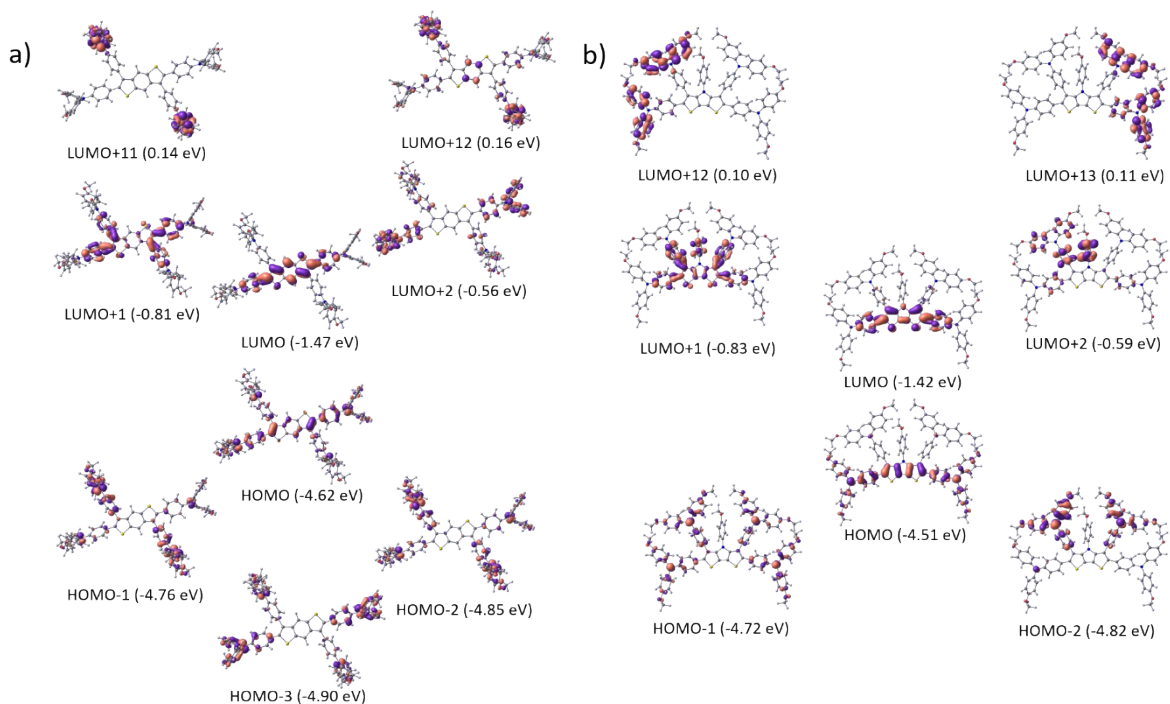 a)
LUMO+11 (0.14 eV)
LUMO+12 (0.16 eV)
LUMO+1 (-0.81 eV)
LUMO (-1.47 eV)
LUMO+2 (-0.56 eV)
HOMO (-4.62 eV)
HOMO-1 (-4.76 eV)
HOMO-2 (-4.85 eV)
HOMO-3 (-4.90 eV)
b)
LUMO+12 (0.10 eV)
LUMO+13 (0.11 eV)
LUMO+1 (-0.83 eV)
LUMO (-1.42 eV)
LUMO+2 (-0.59 eV)
HOMO (-4.51 eV)
HOMO-1 (-4.72 eV)
HOMO-2 (-4.82 eV)